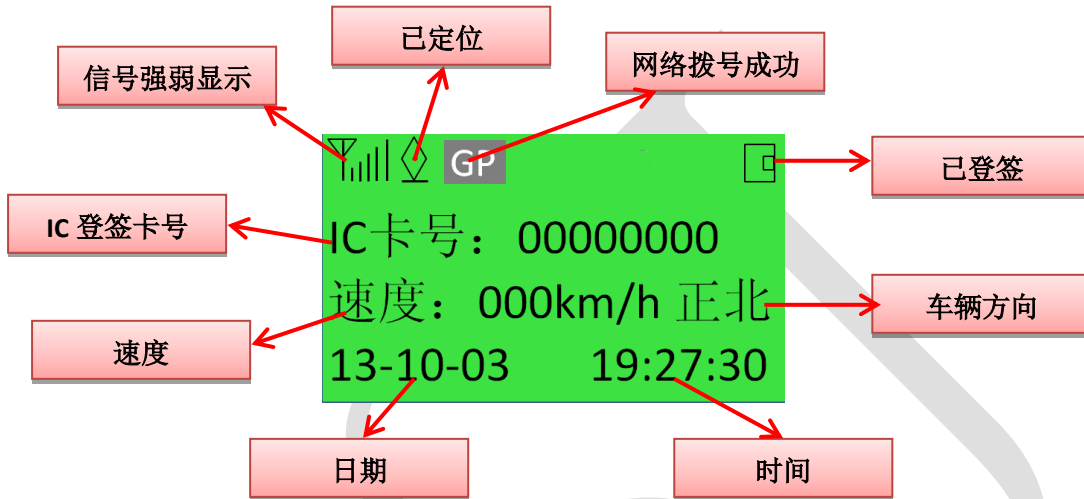 已定位
信号强弱显示
网络拨号成功
GP
已登签
IC 登签卡号
IC卡号：00000000
速度：000km/h 正北
车辆方向
速度
13-10-03 19:27:30
日期
时间